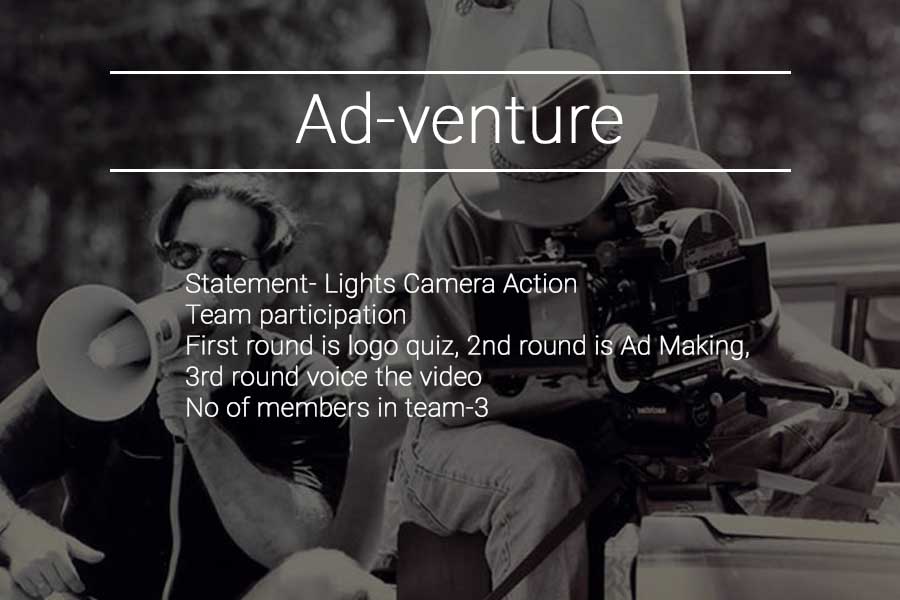 Ad-venture
Statement- Lights Camera Action
Team participation
First round is logo quiz, 2nd round is Ad Making,
3rd round voice the video
No of members in team-3